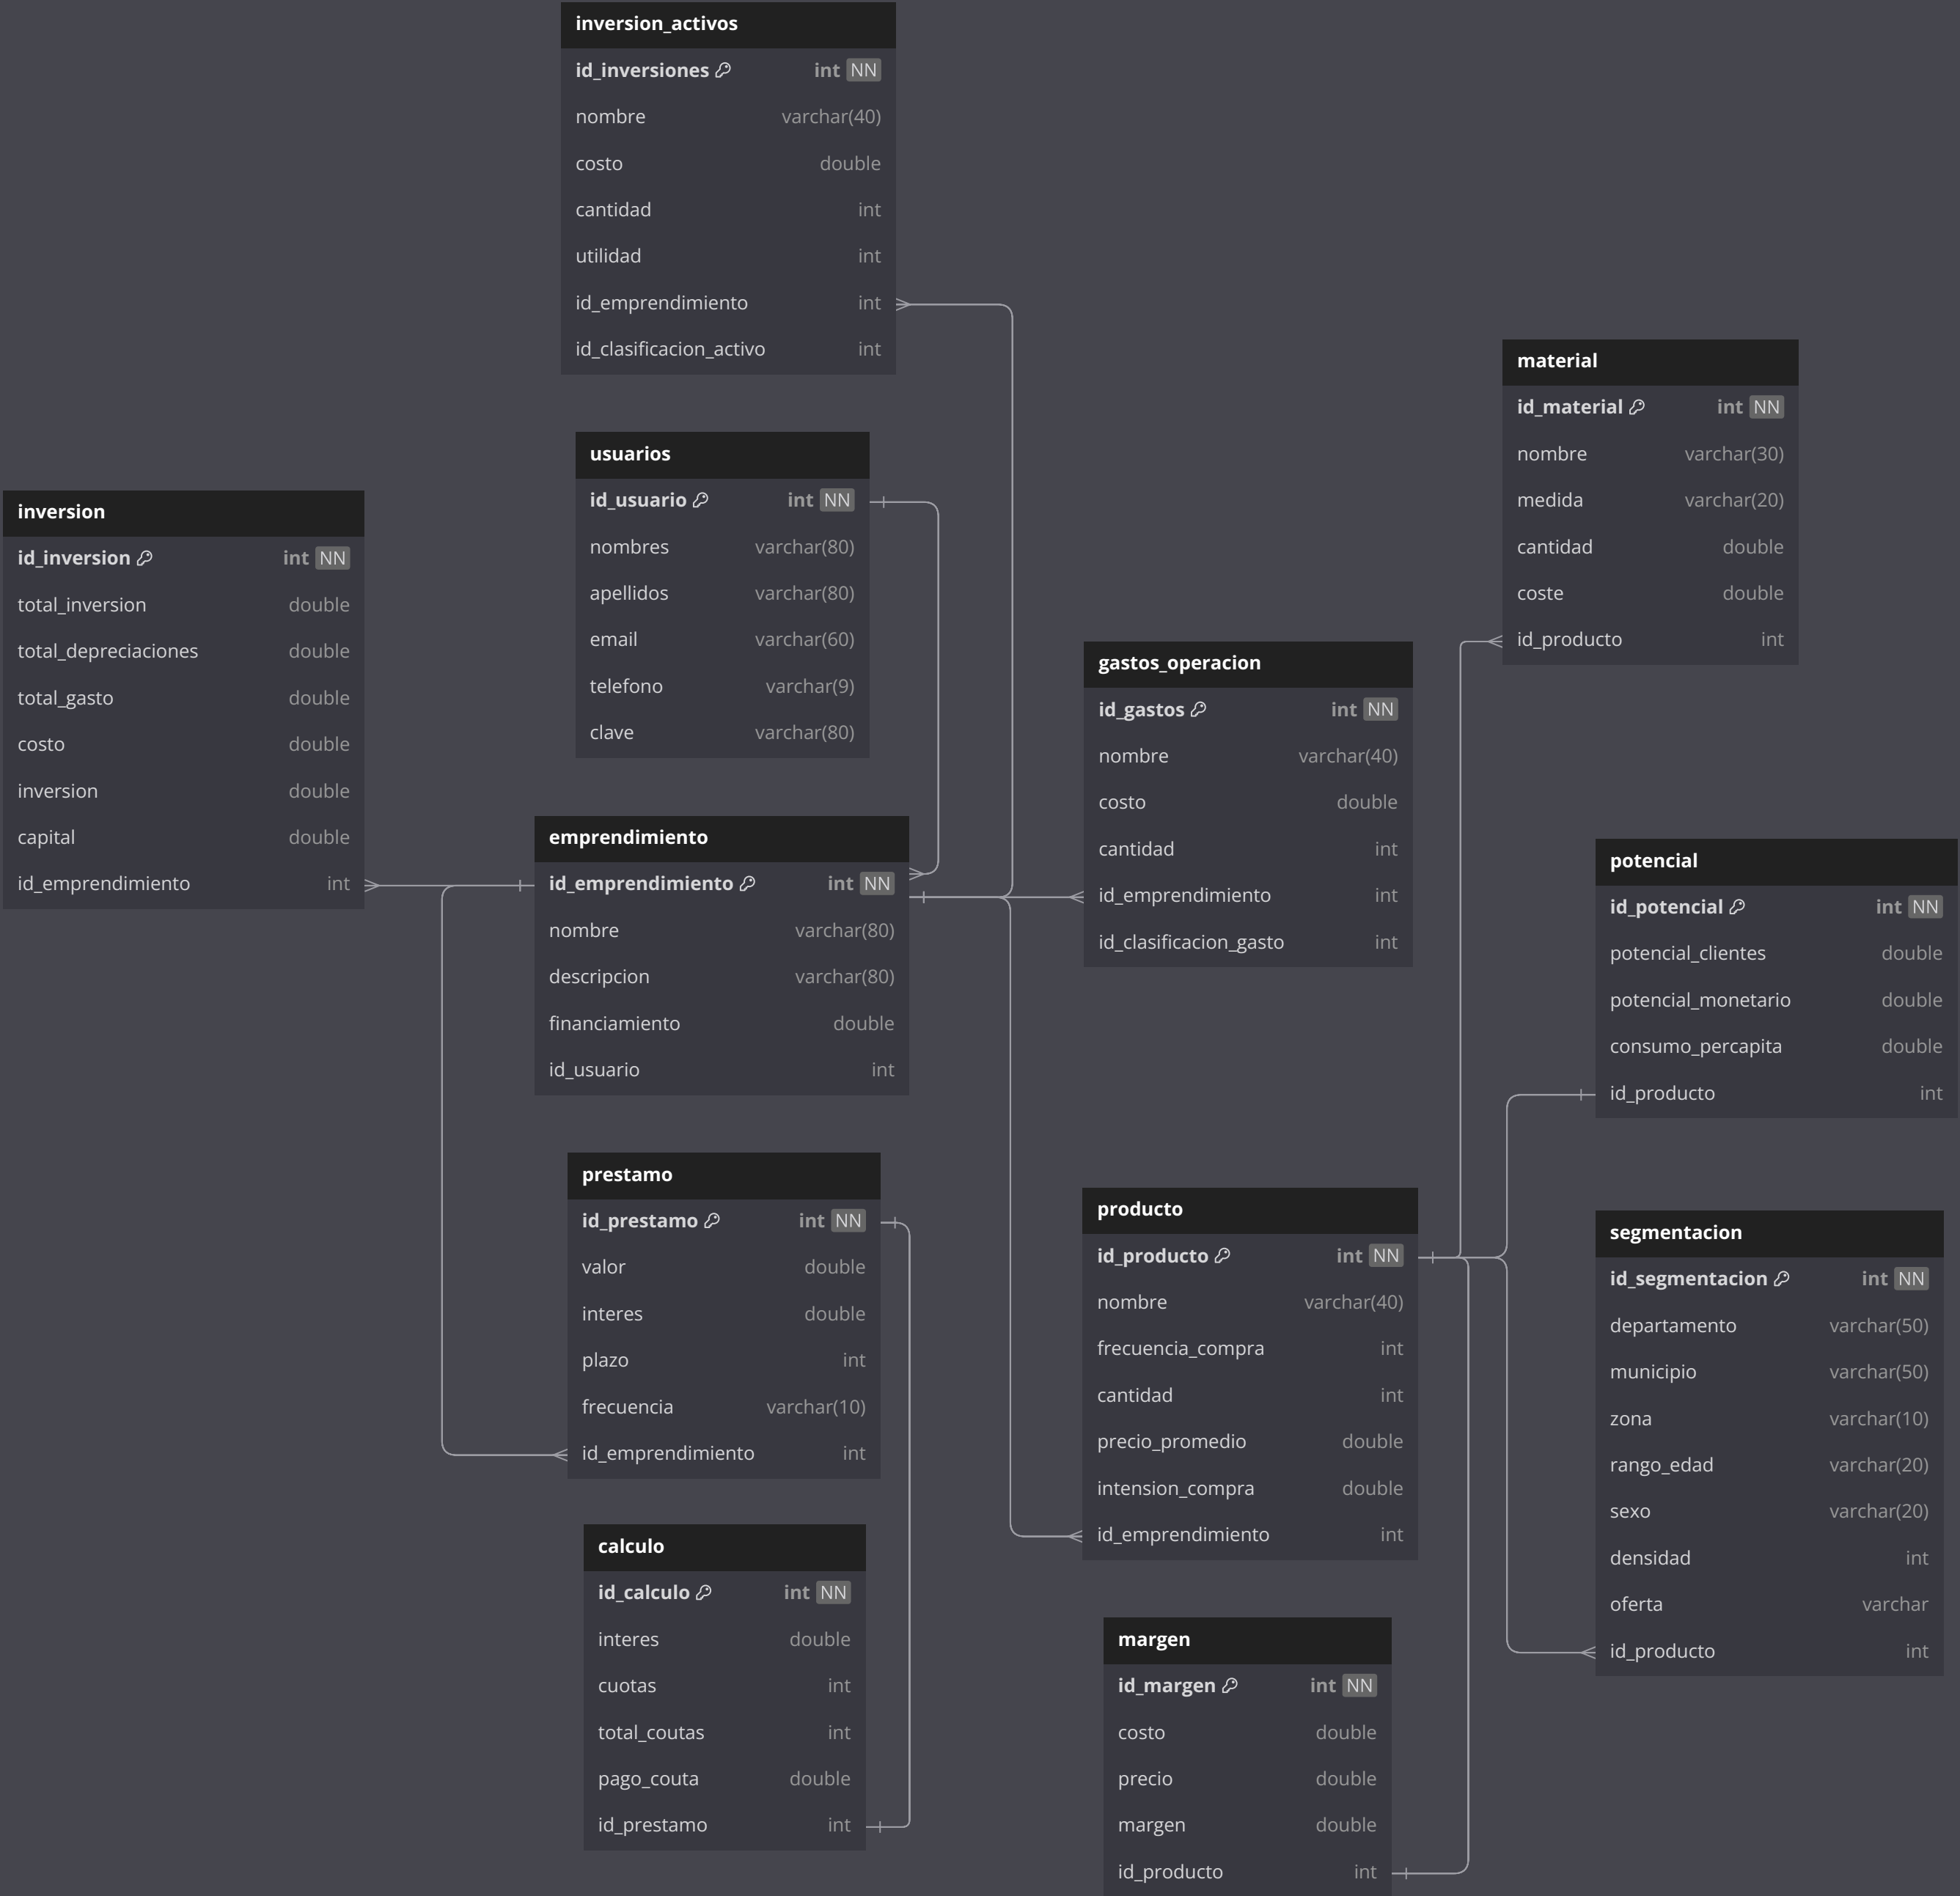 inversion_activos
id_inversiones int NN
nombre varchar(40)
costo double
cantidad int
utilidad int
id_emprendimiento int
id_clasificacion_activo int
usuarios
id_usuario int NN
nombres varchar(80)
apellidos varchar(80)
email varchar(60)
telefono varchar(9)
clave varchar(80)
inversion
id_inversion int NN
total_inversion double
total_depreciaciones double
total_gasto double
costo double
inversion double
capital double
id_emprendimiento int
emprendimiento
id_emprendimiento int NN
nombre varchar(80)
descripcion varchar(80)
financiamiento double
id_usuario int
prestamo
id_prestamo int NN
valor double
interes double
plazo int
frecuencia varchar(10)
id_emprendimiento int
calculo
id_calculo int NN
interes double
cuotas int
total_coutas int
pago_couta double
id_prestamo int
gastos_operacion
id_gastos int NN
nombre varchar(40)
costo double
cantidad int
id_emprendimiento int
id_clasificacion_gasto int
producto
id_producto int NN
nombre varchar(40)
frecuencia_compra int
cantidad int
precio_promedio double
intension_compra double
id_emprendimiento int
margen
id_margen int NN
costo double
precio double
margen double
id_producto int
material
id_material int NN
nombre varchar(30)
medida varchar(20)
cantidad double
coste double
id_producto int
potencial
id_potencial int NN
potencial_clientes double
potencial_monetario double
consumo_percapita double
id_producto int
segmentacion
id_segmentacion int NN
departamento varchar(50)
municipio varchar(50)
zona varchar(10)
rango_edad varchar(20)
sexo varchar(20)
densidad int
oferta varchar
id_producto int